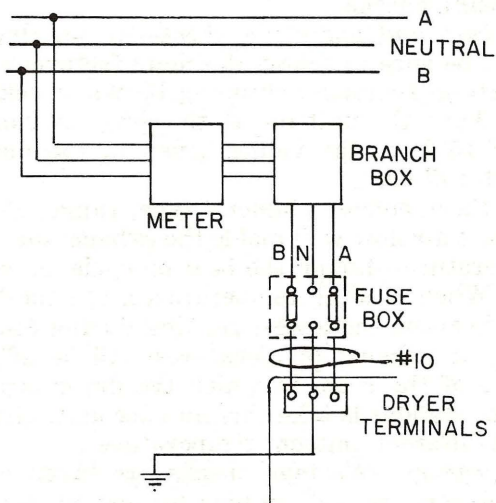 A
NEUTRAL
B
BRANCH
BOX
METER
B N A
FUSE
BOX
#10
DRYER
TERMINALS